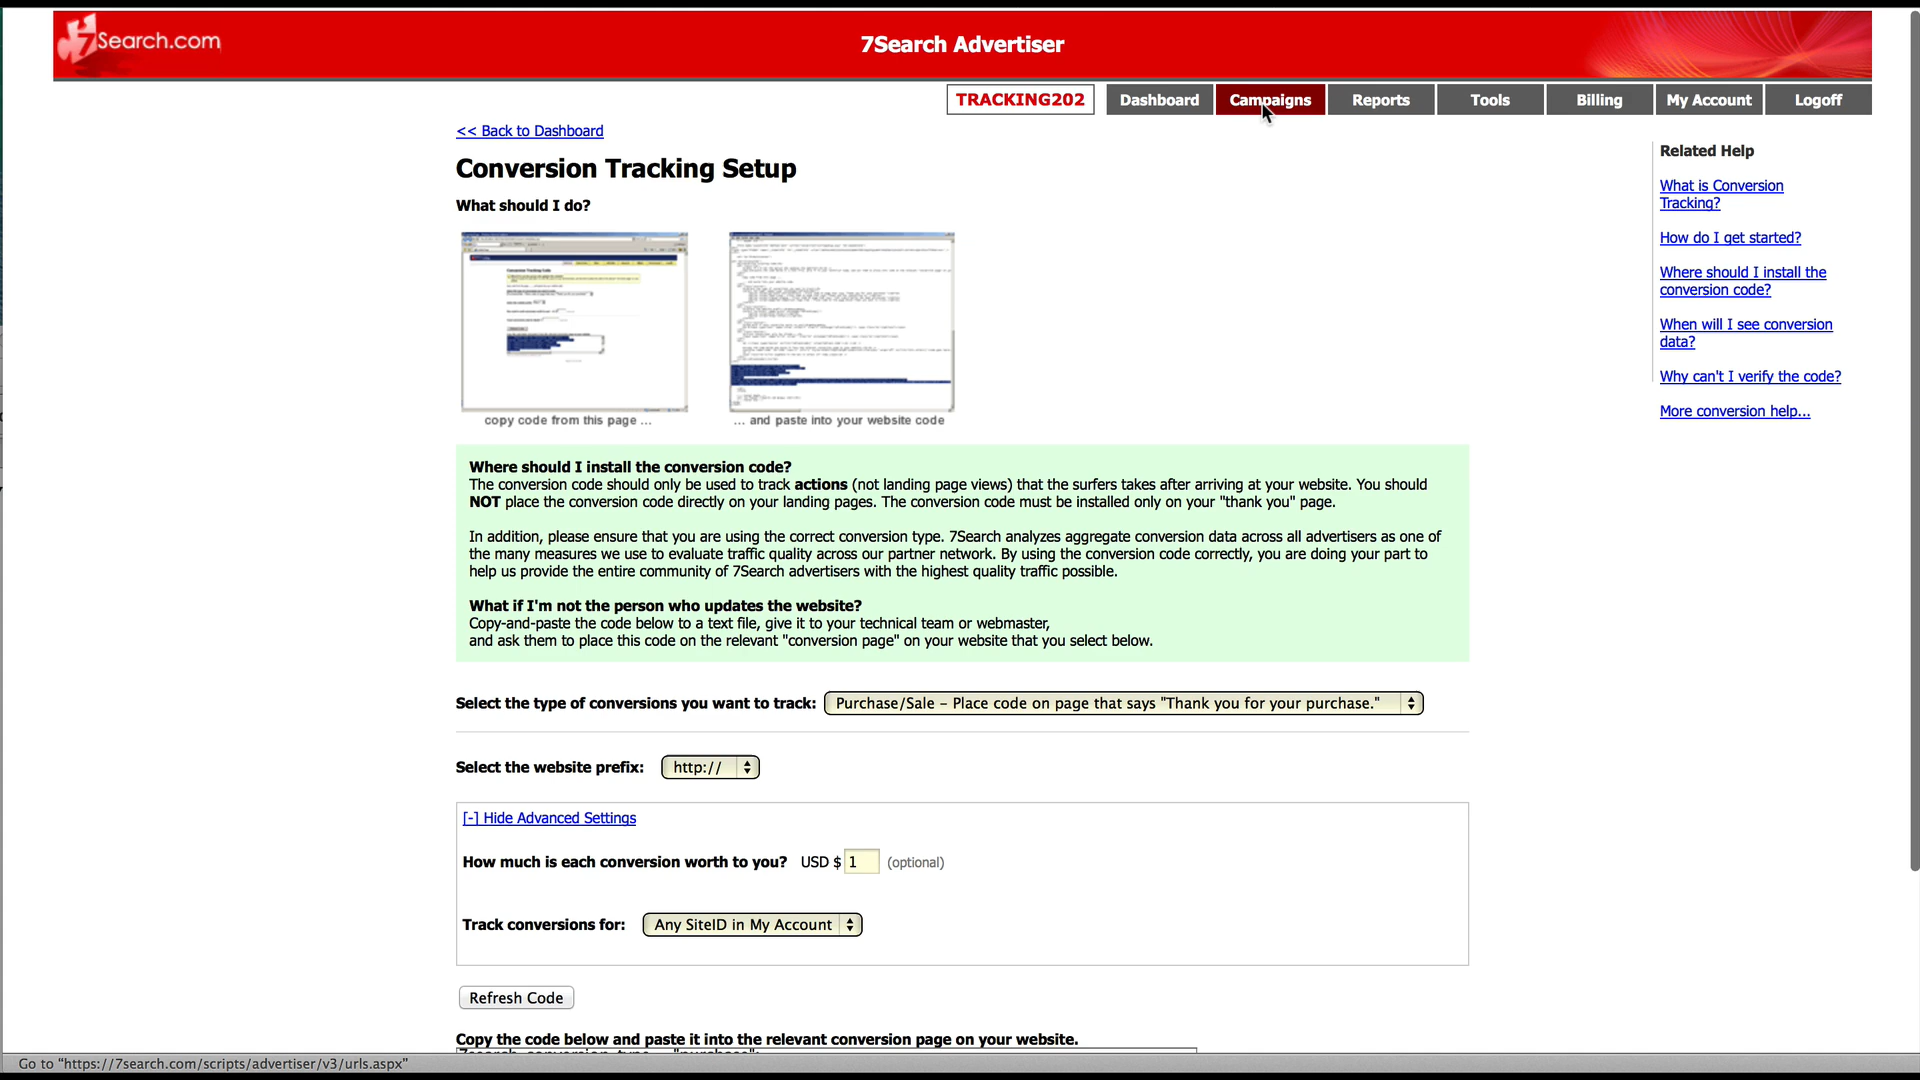 Search.com
7Search Advertiser
TRACKING202
Dashboard
Campaigns
Reports
Tools
Billing
My Account
Logoff
<< Back to Dashboard
Conversion Tracking Setup
What should I do?
copy code from this page ...
... and paste into your website code
Where should I install the conversion code?
The conversion code should only be used to track actions (not landing page views) that the surfers takes after arriving at your website. You should
NOT place the conversion code directly on your landing pages. The conversion code must be installed only on your "thank you" page.
In addition, please ensure that you are using the correct conversion type. 7Search analyzes aggregate conversion data across all advertisers as one of
the many measures we use to evaluate traffic quality across our partner network. By using the conversion code correctly, you are doing your part to
help us provide the entire community of 7Search advertisers with the highest quality traffic possible.
What if I'm not the person who updates the website?
Copy-and-paste the code below to a text file, give it to your technical team or webmaster,
and ask them to place this code on the relevant "conversion page" on your website that you select below.
Select the type of conversions you want to track: Purchase/Sale – Place code on page that says "Thank you for your purchase."
Select the website prefix: http://
[-] Hide Advanced Settings
How much is each conversion worth to you? USD $ 1 (optional)
Track conversions for: Any SiteID in My Account
Refresh Code
Copy the code below and paste it into the relevant conversion page on your website.
Related Help
What is Conversion
Tracking?
How do I get started?
Where should I install the
conversion code?
When will I see conversion
data?
Why can't I verify the code?
More conversion help...
Go to "https://7search.com/scripts/advertiser/v3/urls.aspx"